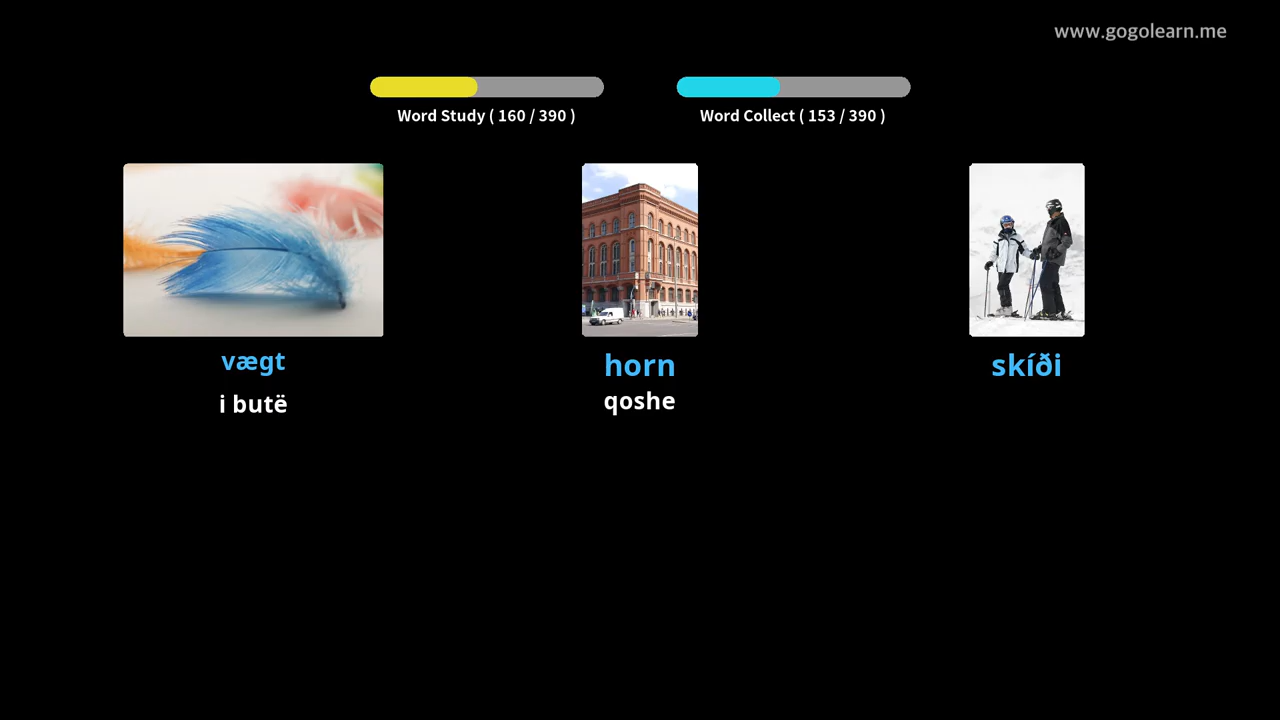 www.gogolearn.me
Word Study ( 160 / 390 )
Word Collect ( 153 / 390 )
vægt
i butë
horn
qoshe
skíði